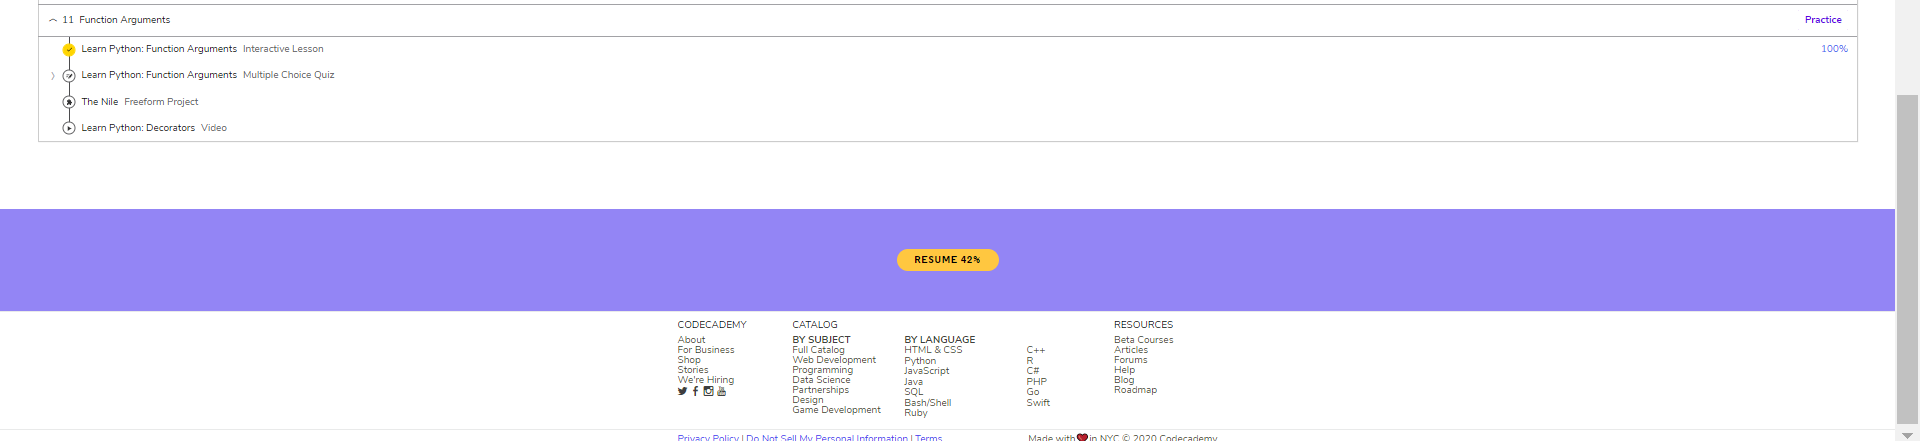 11 Function Arguments Practice
Learn Python: Function Arguments Interactive Lesson 100%
Learn Python: Function Arguments Multiple Choice Quiz
The Nile Freeform Project
Learn Python: Decorators Video
RESUME 42%
CODECADEMY
About
For Business
Shop
Stories
We're Hiring
CATALOG
BY SUBJECT
Full Catalog
Web Development
Programming
Data Science
Partnerships
Design
Game Development
BY LANGUAGE
HTML & CSS
Python
JavaScript
Java
SQL
Bash/Shell
Ruby
C++
R
C#
PHP
Go
Swift
RESOURCES
Beta Courses
Articles
Forums
Help
Blog
Roadmap
Privacy Policy | Do Not Sell My Personal Information | Terms
Made with ❤ in NYC © 2020 Codecademy